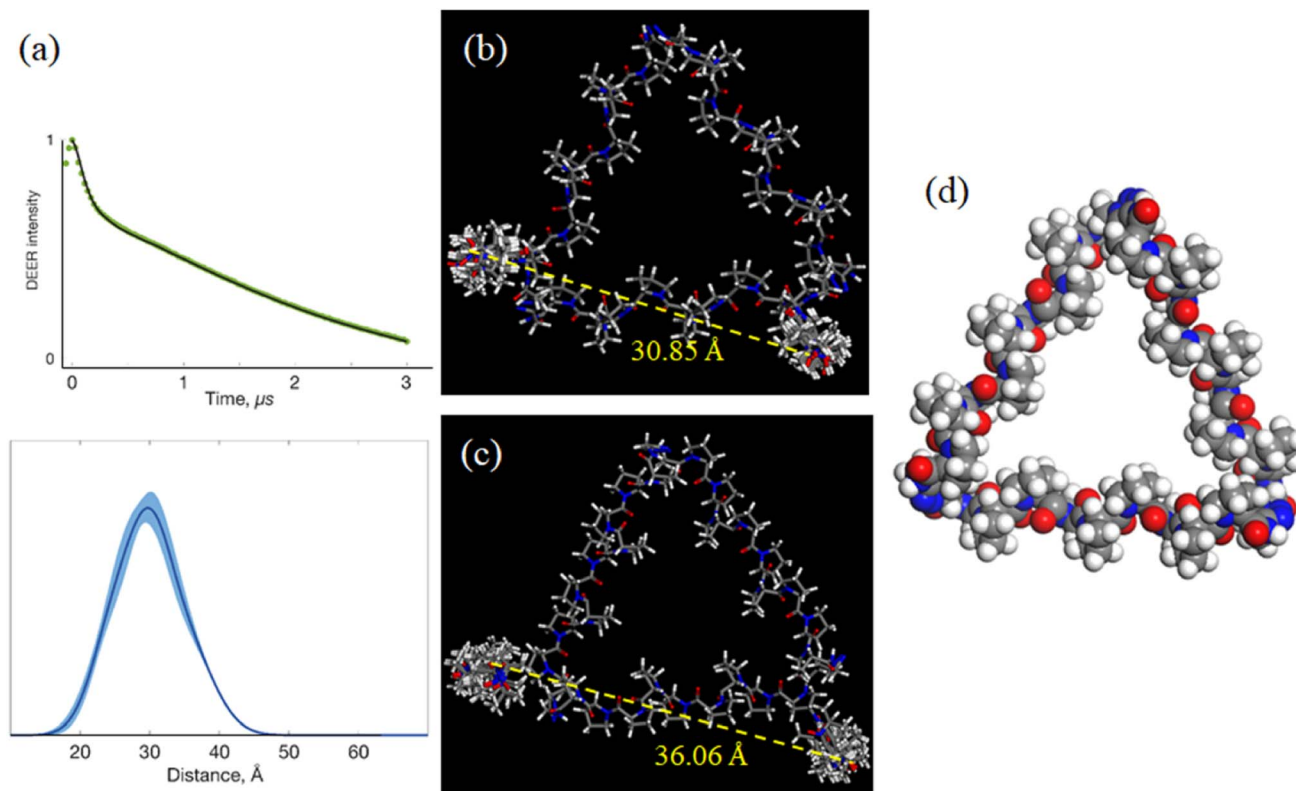 (a)
1
DEER intensity
0
0 1 2 3
Time, μs
20 30 40 50 60
Distance, Å
(b)
30.85 Å
(c)
36.06 Å
(d)